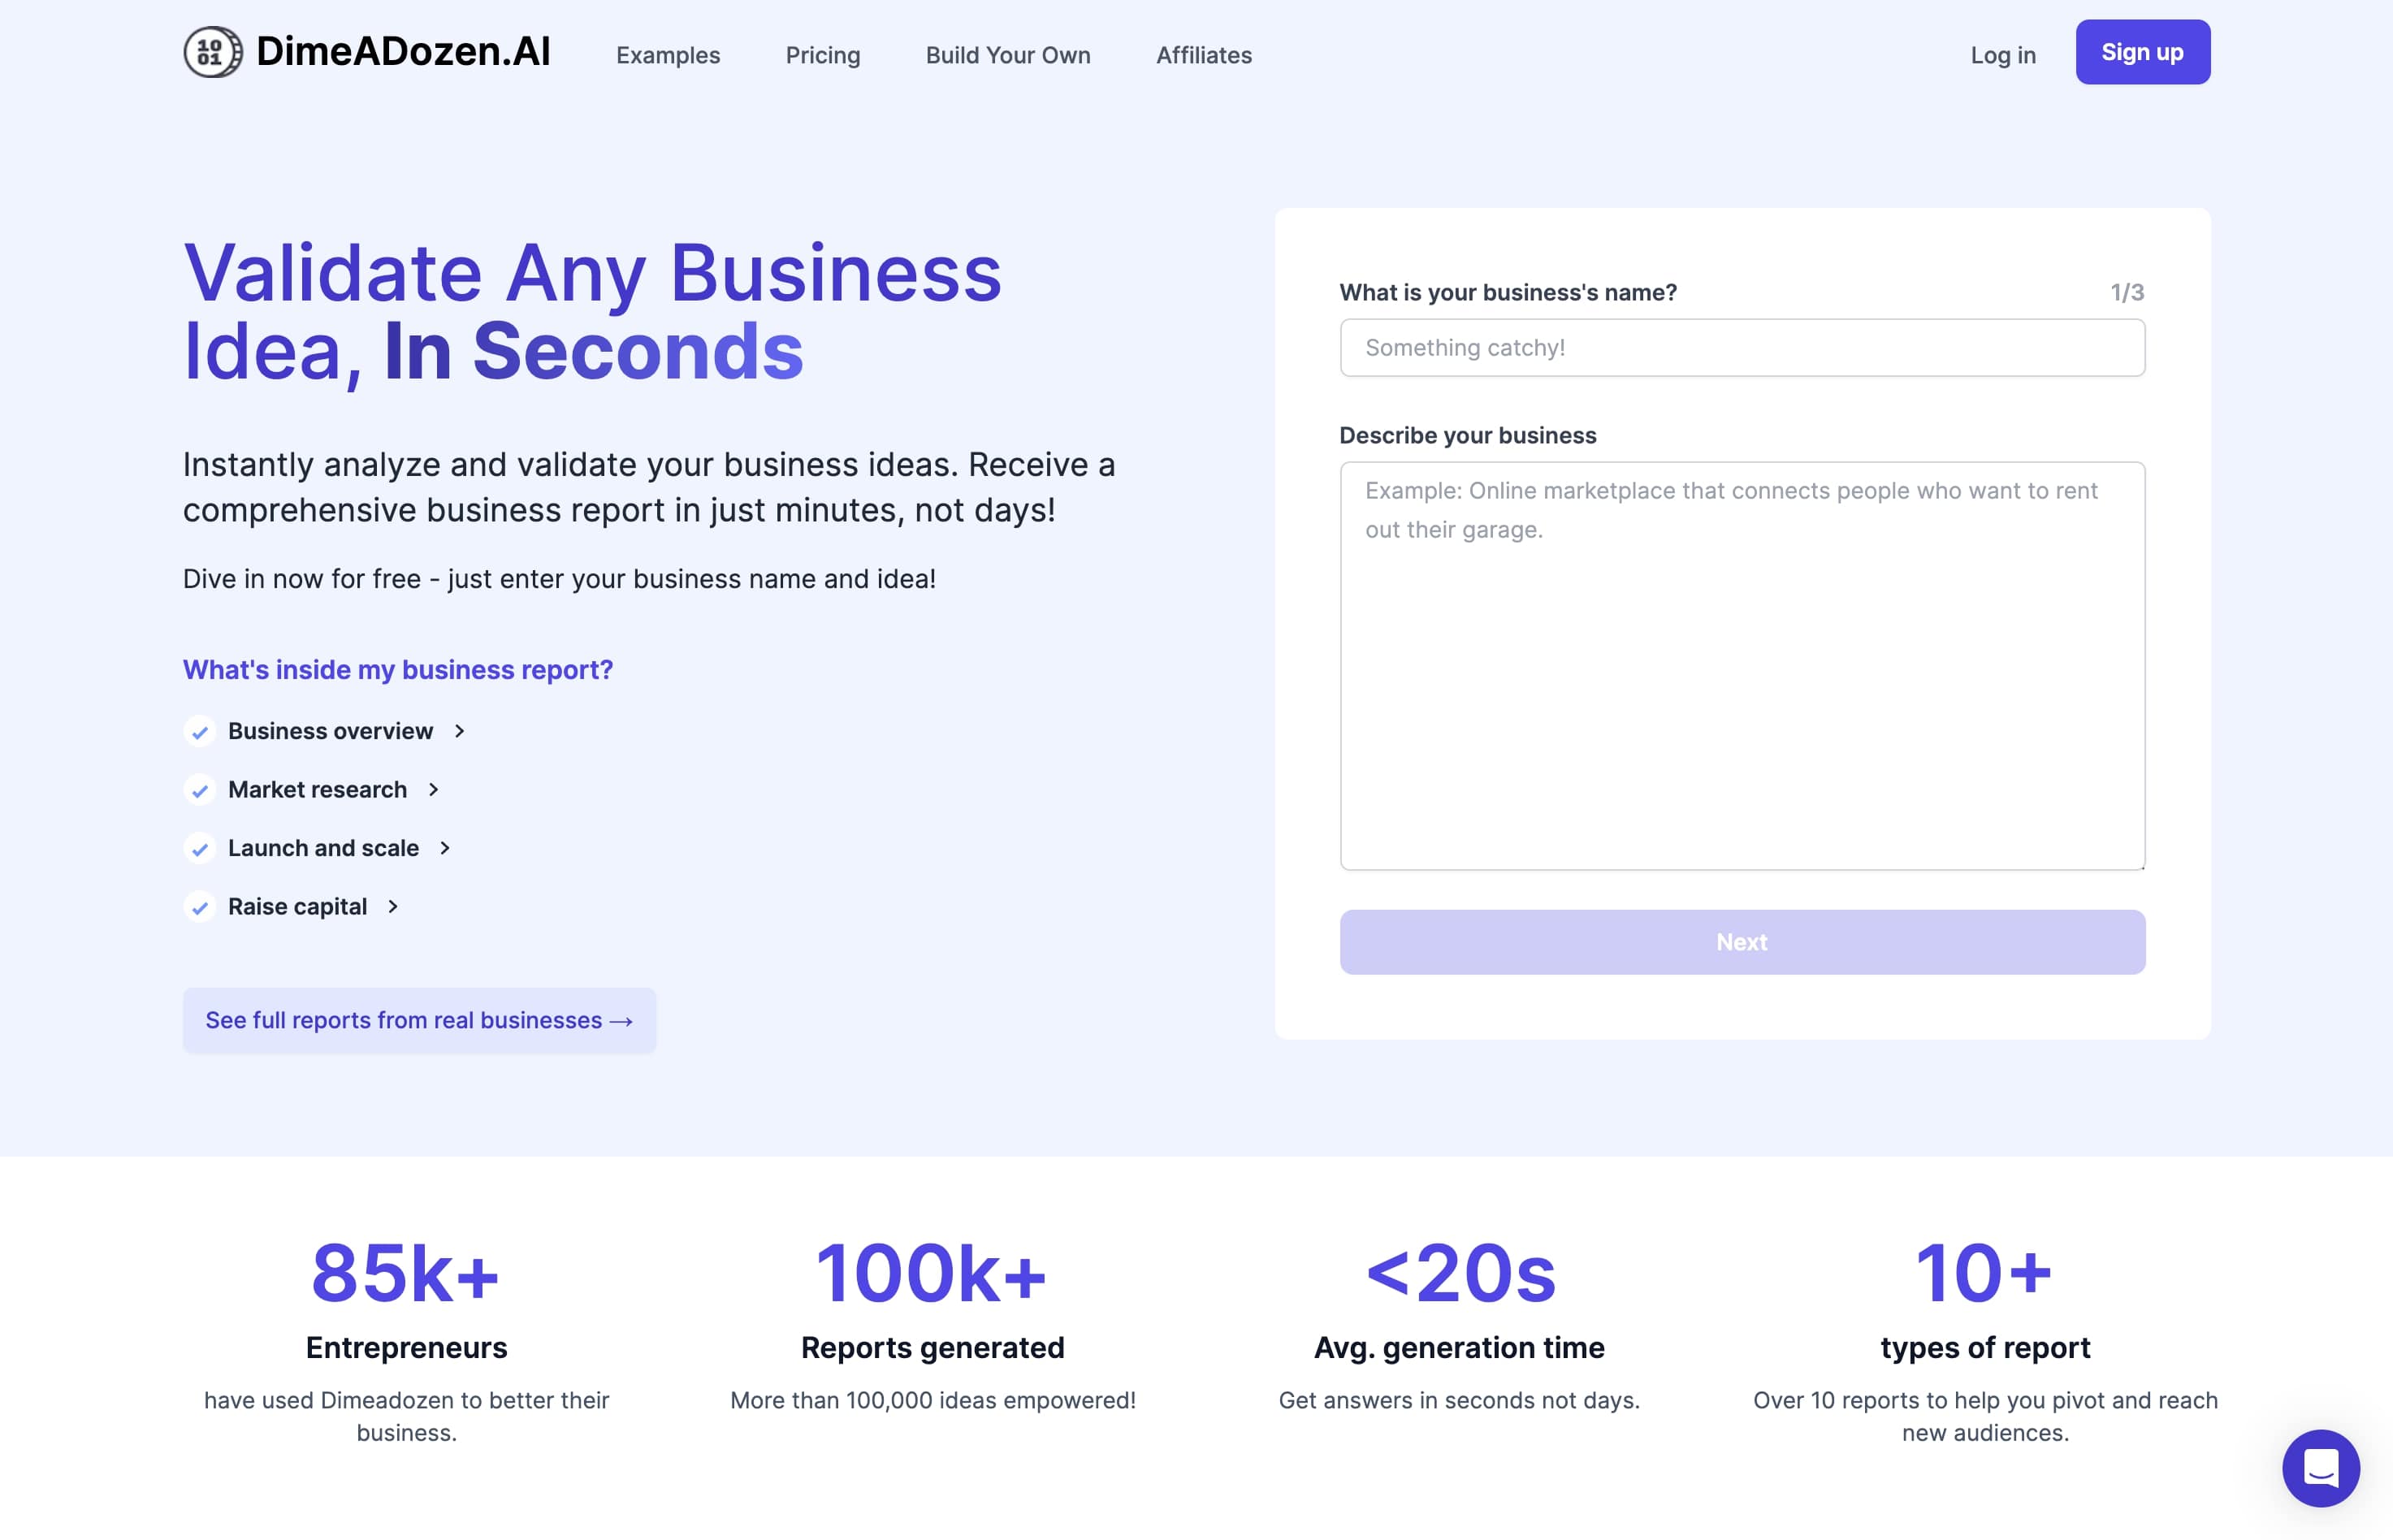 10
01
DimeADozen.AI
Examples
Pricing
Build Your Own
Affiliates
Log in
Sign up
Validate Any Business
Idea, In Seconds
Instantly analyze and validate your business ideas. Receive a
comprehensive business report in just minutes, not days!
Dive in now for free - just enter your business name and idea!
What's inside my business report?
Business overview
Market research
Launch and scale
Raise capital
See full reports from real businesses →
What is your business's name?
1/3
Something catchy!
Describe your business
Example: Online marketplace that connects people who want to rent
out their garage.
Next
85k+
Entrepreneurs
have used Dimeadozen to better their
business.
100k+
Reports generated
More than 100,000 ideas empowered!
<20s
Avg. generation time
Get answers in seconds not days.
10+
types of report
Over 10 reports to help you pivot and reach
new audiences.